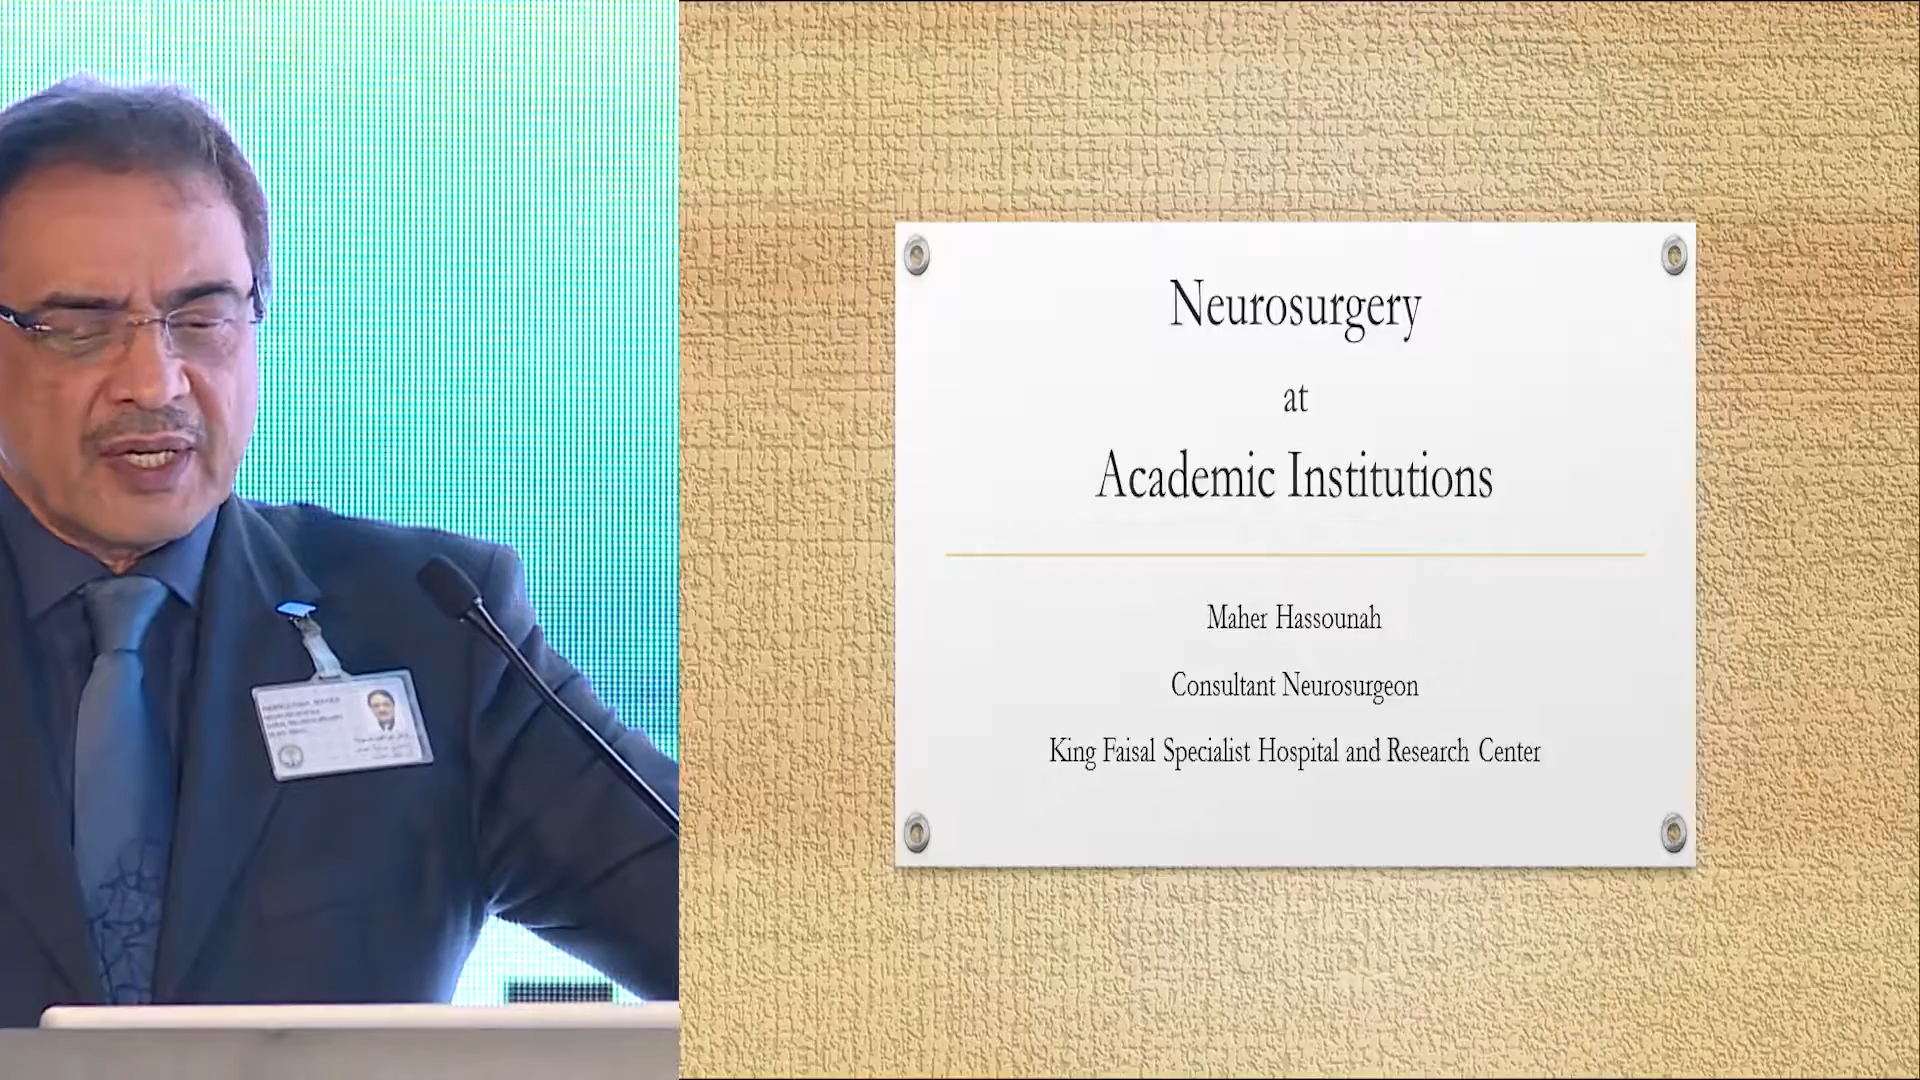 Neurosurgery
at
Academic Institutions
Maher Hassounah
Consultant Neurosurgeon
King Faisal Specialist Hospital and Research Center